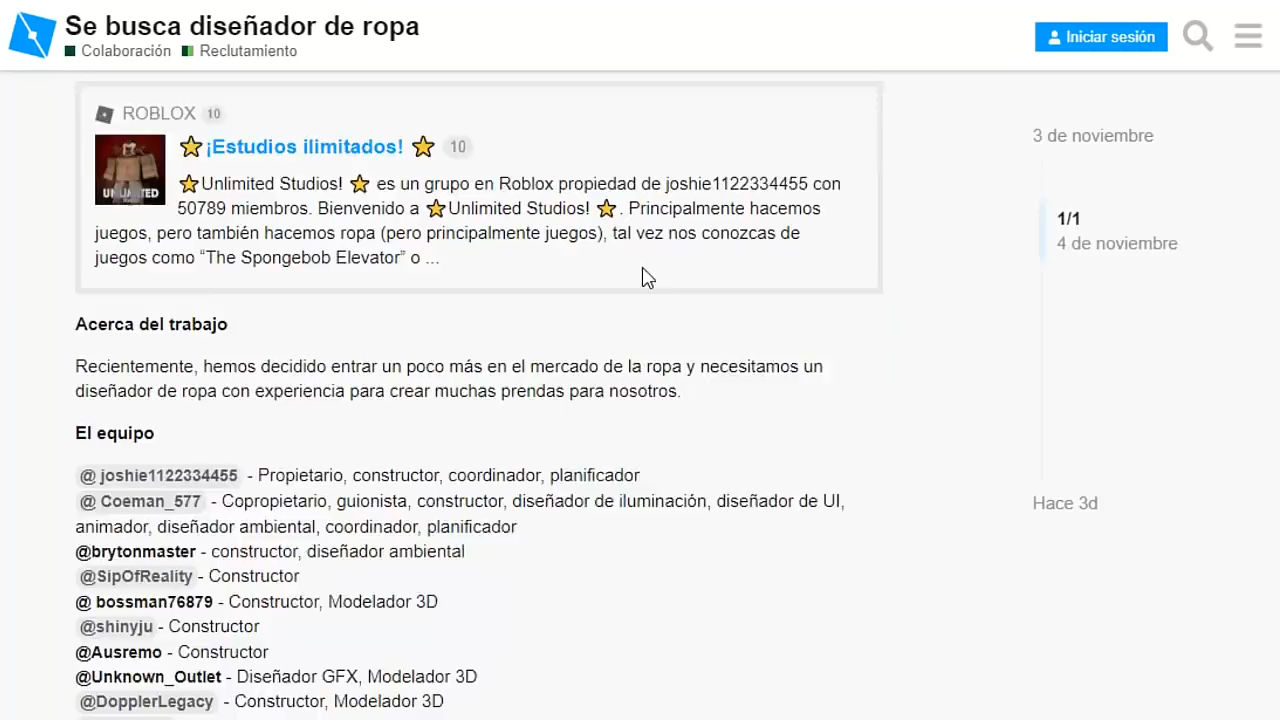 Se busca diseñador de ropa
Colaboración Reclutamiento
Iniciar sesión
ROBLOX 10
¡Estudios ilimitados! 10
UNLIMITED
Unlimited Studios! es un grupo en Roblox propiedad de joshie1122334455 con
50789 miembros. Bienvenido a Unlimited Studios! . Principalmente hacemos
juegos, pero también hacemos ropa (pero principalmente juegos), tal vez nos conozcas de
juegos como “The Spongebob Elevator” o ...
Acerca del trabajo
Recientemente, hemos decidido entrar un poco más en el mercado de la ropa y necesitamos un
diseñador de ropa con experiencia para crear muchas prendas para nosotros.
El equipo
@ joshie1122334455 - Propietario, constructor, coordinador, planificador
@ Coeman_577 - Copropietario, guionista, constructor, diseñador de iluminación, diseñador de UI,
animador, diseñador ambiental, coordinador, planificador
@brytonmaster - constructor, diseñador ambiental
@SipOfReality - Constructor
@ bossman76879 - Constructor, Modelador 3D
@shinyju - Constructor
@Ausremo - Constructor
@Unknown_Outlet - Diseñador GFX, Modelador 3D
@DopplerLegacy - Constructor, Modelador 3D
3 de noviembre
1/1
4 de noviembre
Hace 3d